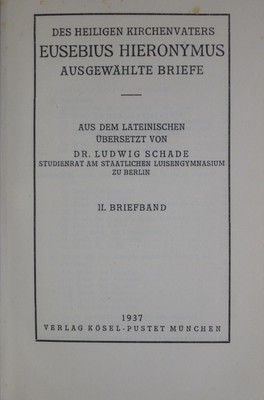 DES HEILIGEN KIRCHENVATERS
EUSEBIUS HIERONYMUS
AUSGEWÄHLTE BRIEFE
AUS DEM LATEINISCHEN
ÜBERSETZT VON
DR. LUDWIG SCHADE
STUDIENRAT AM STAATLICHEN LUISENGYMNASIUM
ZU BERLIN
II. BRIEFBAND
1937
VERLAG KÖSEL-PUSTET MÜNCHEN